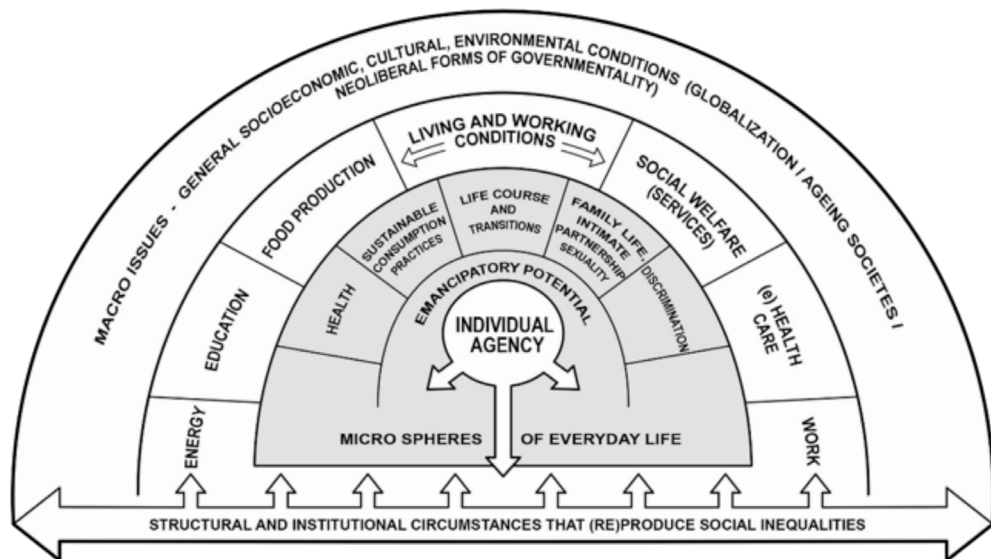 MACRO ISSUES - GENERAL SOCIOECONOMIC, CULTURAL, ENVIRONMENTAL CONDITIONS (GLOBALIZATION / AGEING SOCIETES /
NEOLIBERAL FORMS OF GOVERNMENTALITY)
ENERGY
EDUCATION
FOOD PRODUCTION
LIVING AND WORKING
CONDITIONS
SOCIAL WELFARE
(SERVICES)
(e) HEALTH
CARE
WORK
HEALTH
SUSTAINABLE
CONSUMPTION
PRACTICES
LIFE COURSE
AND
TRANSITIONS
FAMILY LIFE,
INTIMATE
PARTNERSHIP
SEXUALITY
DISCRIMINATION
EMANCIPATORY POTENTIAL
INDIVIDUAL
AGENCY
MICRO SPHERES OF EVERYDAY LIFE
STRUCTURAL AND INSTITUTIONAL CIRCUMSTANCES THAT (RE)PRODUCE SOCIAL INEQUALITIES